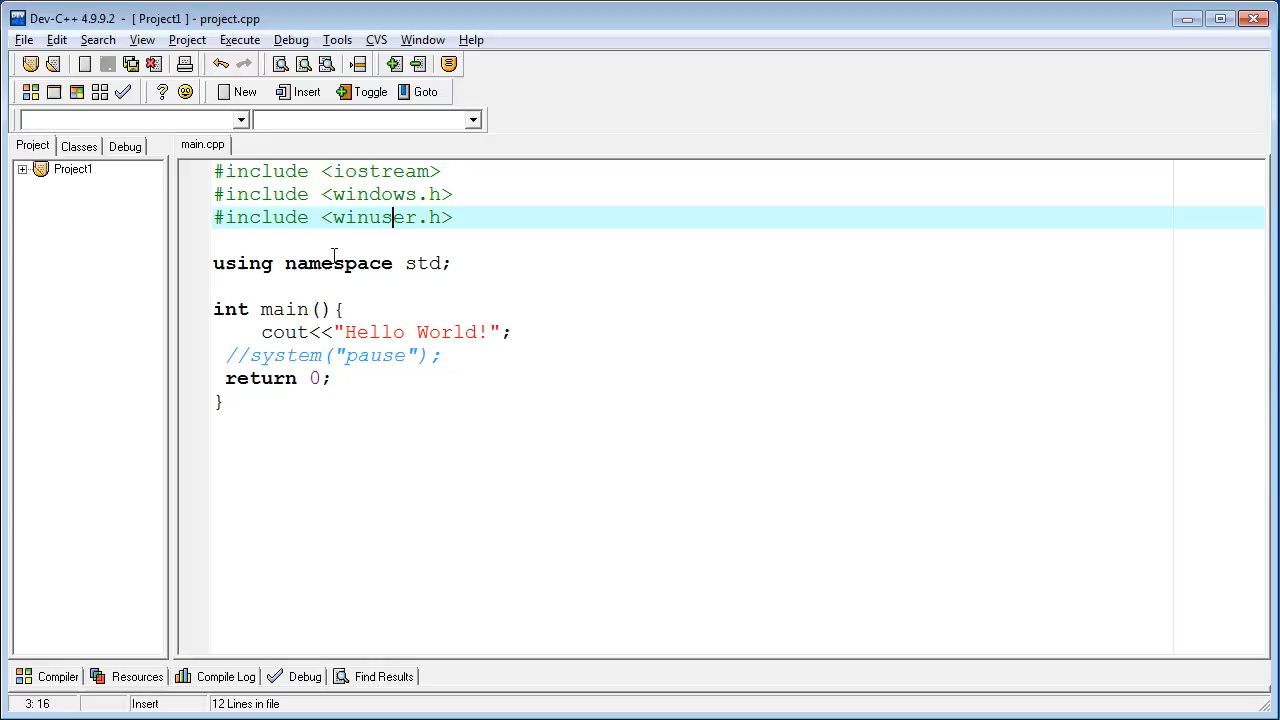 Dev-C++ 4.9.9.2 - [ Project1 ] - project.cpp
File Edit Search View Project Execute Debug Tools CVS Window Help
New Insert Toggle Goto
Project Classes Debug main.cpp
Project1
#include <iostream>
#include <windows.h>
#include <winuser.h>
using namespace std;
int main(){
cout<<"Hello World!";
//system("pause");
return 0;
}
Compiler Resources Compile Log Debug Find Results
3: 16 Insert 12 Lines in file